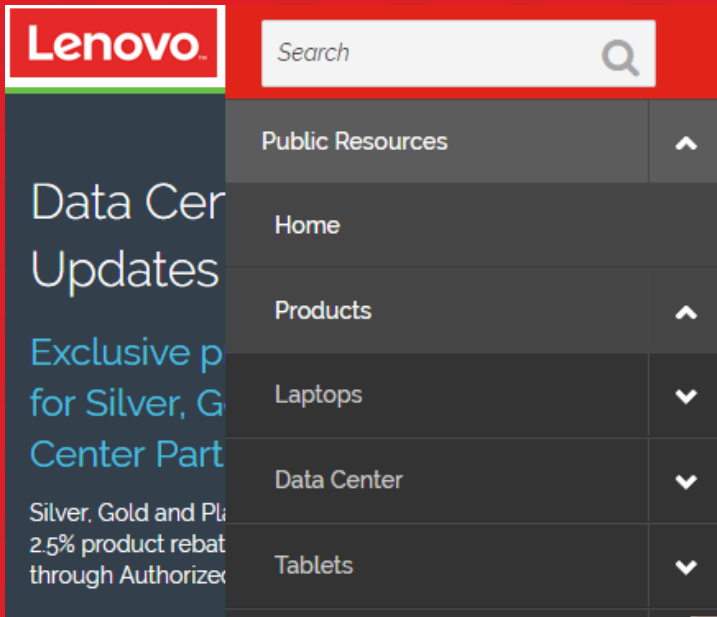 Lenovo
Search
Public Resources
Home
Products
Laptops
Data Center
Tablets
Data Cen
Updates
Exclusive p
for Silver, G
Center Part
Silver, Gold and Pla
2.5% product rebat
through Authorized